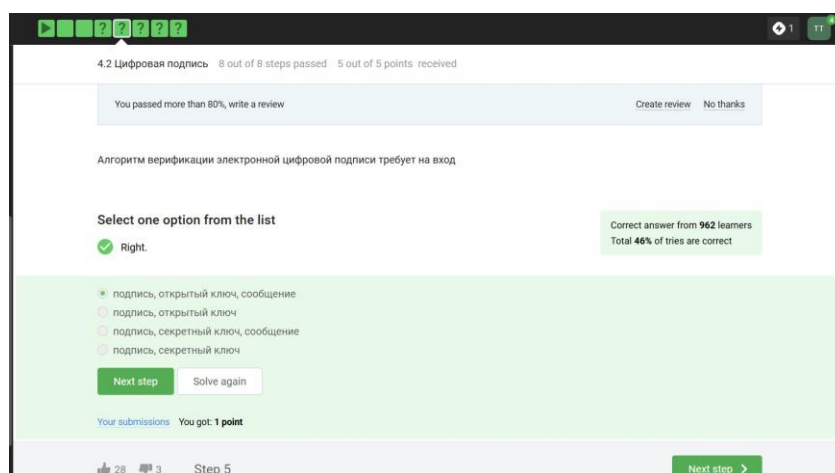 ? ? ? ? ?
1
TT
4
4.2 Цифровая подпись 8 out of 8 steps passed 5 out of 5 points received
You passed more than 80%, write a review Create review No thanks
Алгоритм верификации электронной цифровой подписи требует на вход
Select one option from the list
Correct answer from 962 learners
Total 46% of tries are correct
Right.
подпись, открытый ключ, сообщение
подпись, открытый ключ
подпись, секретный ключ, сообщение
подпись, секретный ключ
Next step Solve again
Your submissions You got: 1 point
28 3 Step 5 Next step